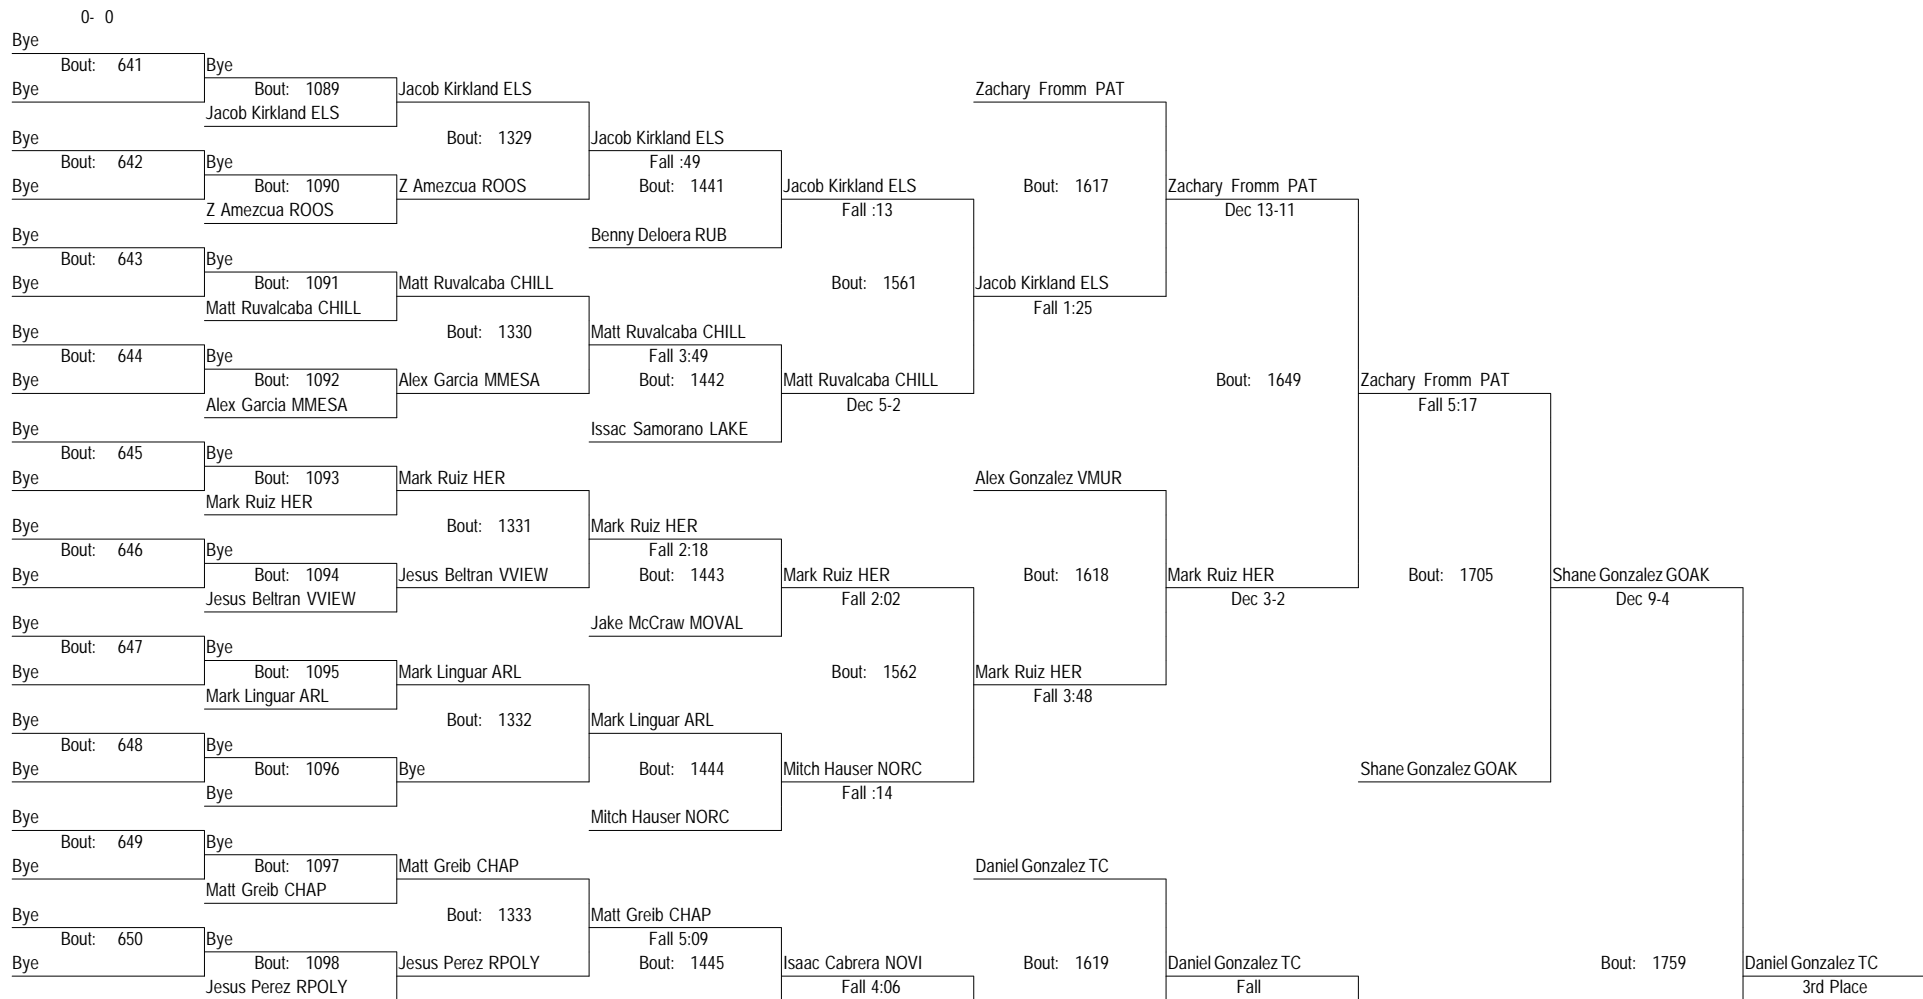 0- 0
Bye
Bout: 641 Bye
Bye Bout: 1089 Jacob Kirkland ELS Zachary Fromm PAT
Jacob Kirkland ELS
Bye Bout: 1329 Jacob Kirkland ELS
Bout: 642 Bye Fall :49
Bye Bout: 1090 Z Amezcua ROOS Bout: 1441 Jacob Kirkland ELS Bout: 1617 Zachary Fromm PAT
Z Amezcua ROOS Fall :13 Dec 13-11
Bye Benny Deloera RUB
Bout: 643 Bye
Bye Bout: 1091 Matt Ruvalcaba CHILL Bout: 1561 Jacob Kirkland ELS
Matt Ruvalcaba CHILL Fall 1:25
Bye Bout: 1330 Matt Ruvalcaba CHILL
Bout: 644 Bye Fall 3:49
Bye Bout: 1092 Alex Garcia MMESA Bout: 1442 Matt Ruvalcaba CHILL Bout: 1649 Zachary Fromm PAT
Alex Garcia MMESA Dec 5-2 Fall 5:17
Bye Issac Samorano LAKE
Bout: 645 Bye
Bye Bout: 1093 Mark Ruiz HER Alex Gonzalez VMUR
Mark Ruiz HER
Bye Bout: 1331 Mark Ruiz HER
Bout: 646 Bye Fall 2:18
Bye Bout: 1094 Jesus Beltran VVIEW Bout: 1443 Mark Ruiz HER Bout: 1618 Mark Ruiz HER Bout: 1705 Shane Gonzalez GOAK
Jesus Beltran VVIEW Fall 2:02 Dec 3-2 Dec 9-4
Bye Jake McCraw MOVAL
Bout: 647 Bye
Bye Bout: 1095 Mark Linguar ARL Bout: 1562 Mark Ruiz HER
Mark Linguar ARL Fall 3:48
Bye Bout: 1332 Mark Linguar ARL
Bout: 648 Bye
Bye Bout: 1096 Bye Bout: 1444 Mitch Hauser NORC Shane Gonzalez GOAK
Bye Fall :14
Bye Mitch Hauser NORC
Bout: 649 Bye
Bye Bout: 1097 Matt Greib CHAP Daniel Gonzalez TC
Matt Greib CHAP
Bye Bout: 1333 Matt Greib CHAP
Bout: 650 Bye Fall 5:09
Bye Bout: 1098 Jesus Perez RPOLY Bout: 1445 Isaac Cabrera NOVI Bout: 1619 Daniel Gonzalez TC Bout: 1759 Daniel Gonzalez TC
Jesus Perez RPOLY Fall 4:06 Fall 3rd Place